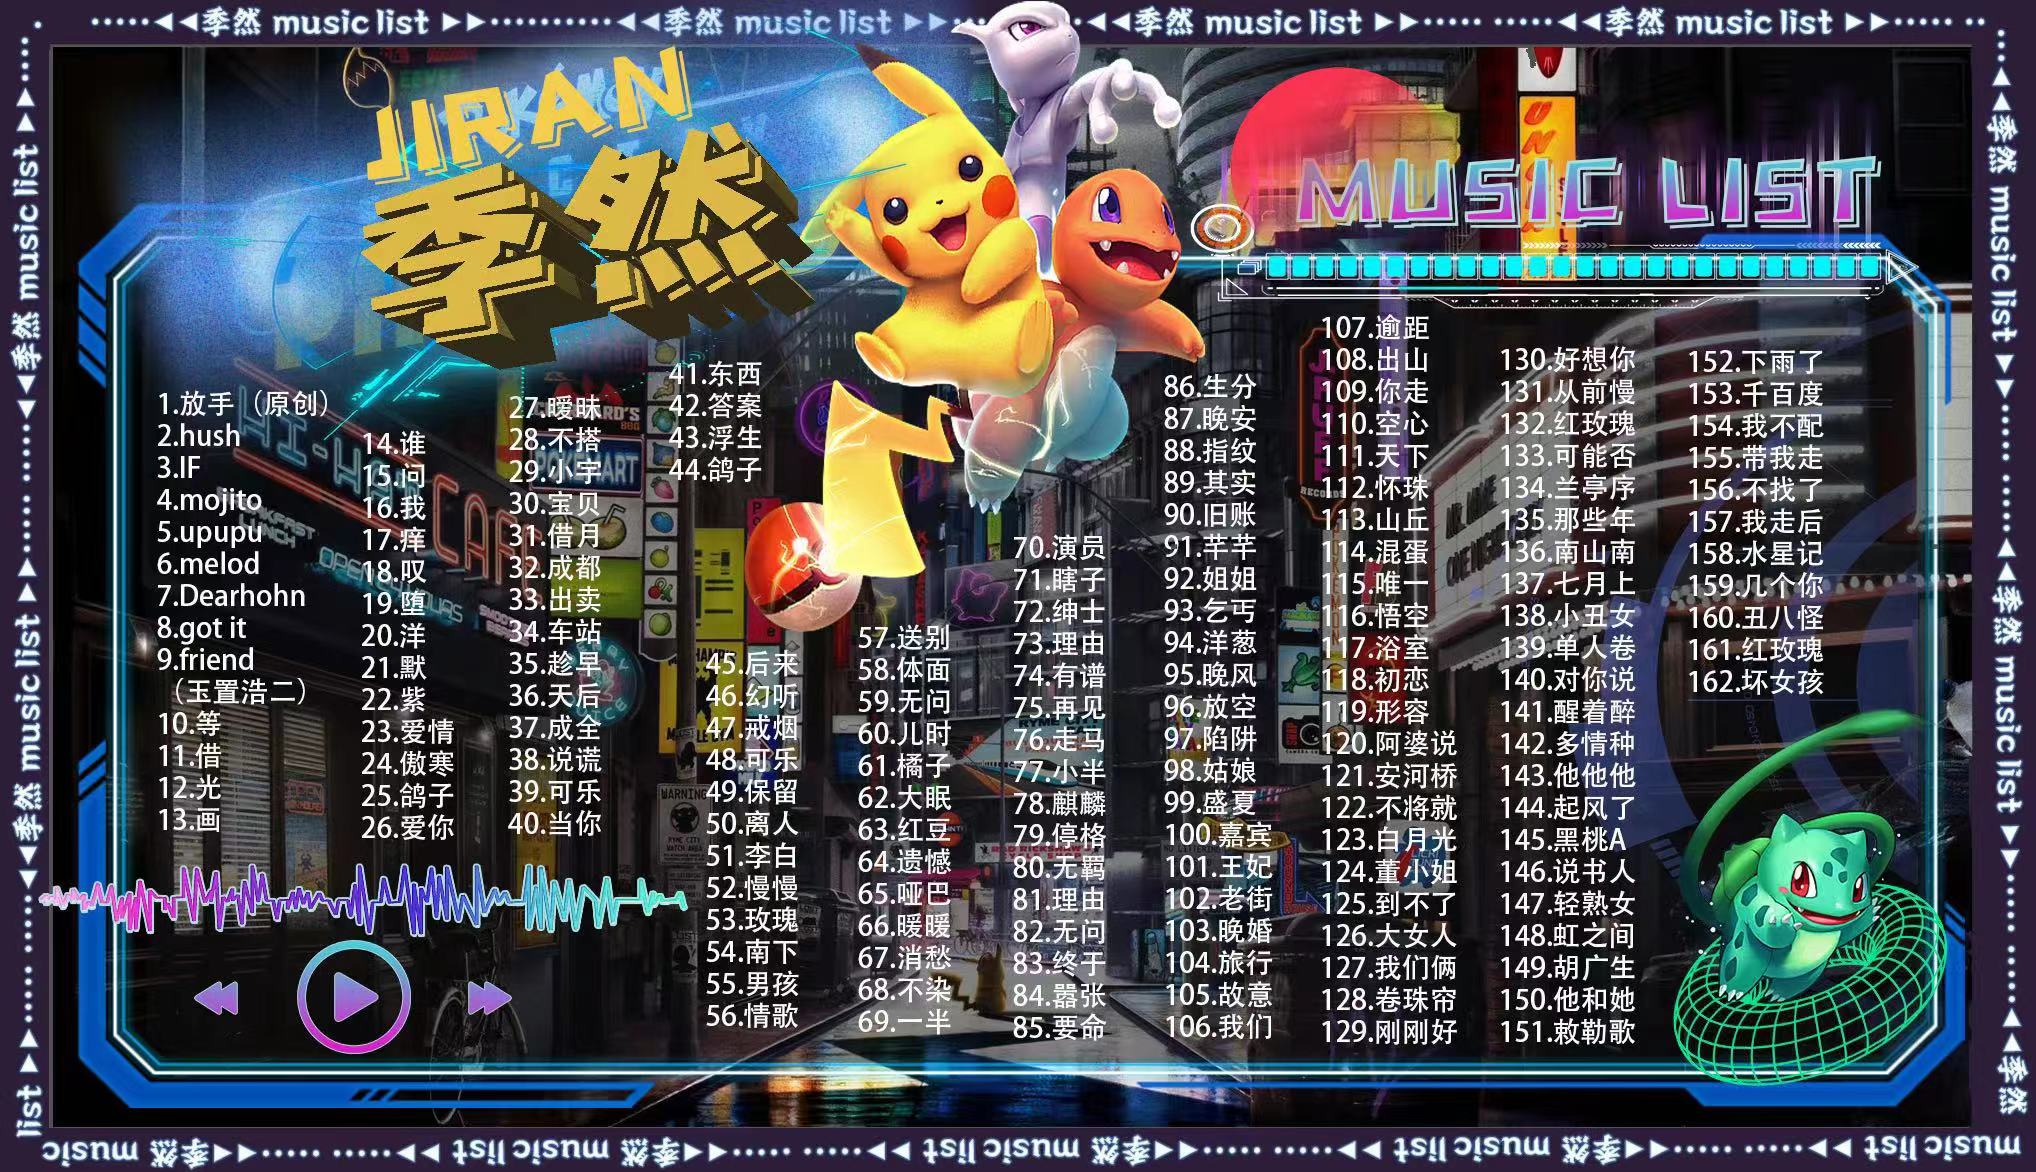 ◀◀季然 music list ▶▶
◀◀季然 music list ▶▶
◀◀季然 music list ▶▶
◀◀季然 music list ▶▶
JIRAN
季然
MUSIC LIST
1.放手（原创）
2.hush
3.IF
4.mojito
5.upupu
6.melod
7.Dearhohn
8.got it
9.friend
（玉置浩二）
10.等
11.借
12.光
13.画
14.谁
15.问
16.我
17.痒
18.叹
19.堕
20.洋
21.默
22.紫
23.爱情
24.傲寒
25.鸽子
26.爱你
27.暧昧
28.不搭
29.小宇
30.宝贝
31.借月
32.成都
33.出卖
34.车站
35.趁早
36.天后
37.成全
38.说谎
39.可乐
40.当你
41.东西
42.答案
43.浮生
44.鸽子
45.后来
46.幻听
47.戒烟
48.可乐
49.保留
50.离人
51.李白
52.慢慢
53.玫瑰
54.南下
55.男孩
56.情歌
57.送别
58.体面
59.无问
60.儿时
61.橘子
62.大眠
63.红豆
64.遗憾
65.哑巴
66.暖暖
67.消愁
68.不染
69.一半
70.演员
71.瞎子
72.绅士
73.理由
74.有谱
75.再见
76.走马
77.小半
78.麒麟
79.停格
80.无羁
81.理由
82.无问
83.终于
84.嚣张
85.要命
86.生分
87.晚安
88.指纹
89.其实
90.旧账
91.芊芊
92.姐姐
93.乞丐
94.洋葱
95.晚风
96.放空
97.陷阱
98.姑娘
99.盛夏
100.嘉宾
101.王妃
102.老街
103.晚婚
104.旅行
105.故意
106.我们
107.逾距
108.出山
109.你走
110.空心
111.天下
112.怀珠
113.山丘
114.混蛋
115.唯一
116.悟空
117.浴室
118.初恋
119.形容
120.阿婆说
121.安河桥
122.不将就
123.白月光
124.董小姐
125.到不了
126.大女人
127.我们俩
128.卷珠帘
129.刚刚好
130.好想你
131.从前慢
132.红玫瑰
133.可能否
134.兰亭序
135.那些年
136.南山南
137.七月上
138.小丑女
139.单人卷
140.对你说
141.醒着醉
142.多情种
143.他他他
144.起风了
145.黑桃A
146.说书人
147.轻熟女
148.虹之间
149.胡广生
150.他和她
151.敕勒歌
152.下雨了
153.千百度
154.我不配
155.带我走
156.不找了
157.我走后
158.水星记
159.几个你
160.丑八怪
161.红玫瑰
162.坏女孩